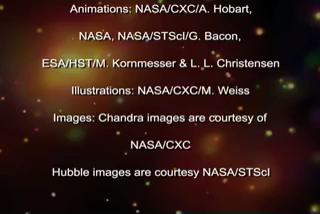 Animations: NASA/CXC/A. Hobart,
NASA, NASA/STScI/G. Bacon,
ESA/HST/M. Kornmesser & L. L. Christensen
Illustrations: NASA/CXC/M. Weiss
Images: Chandra images are courtesy of
NASA/CXC
Hubble images are courtesy NASA/STScI